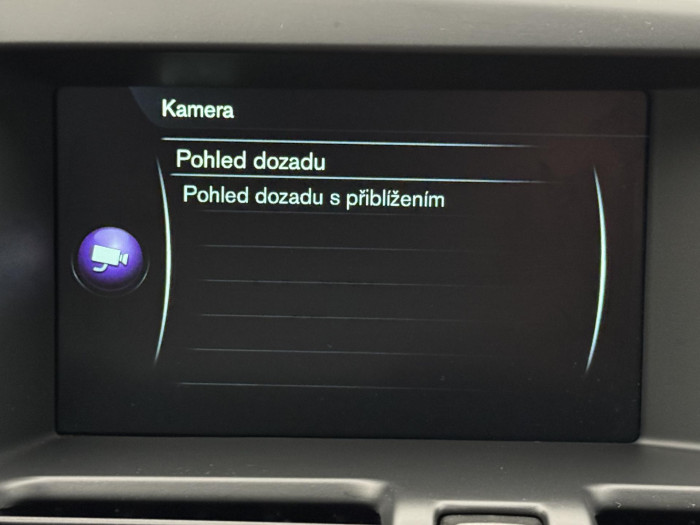 Kamera
Pohled dozadu
Pohled dozadu s přiblížením